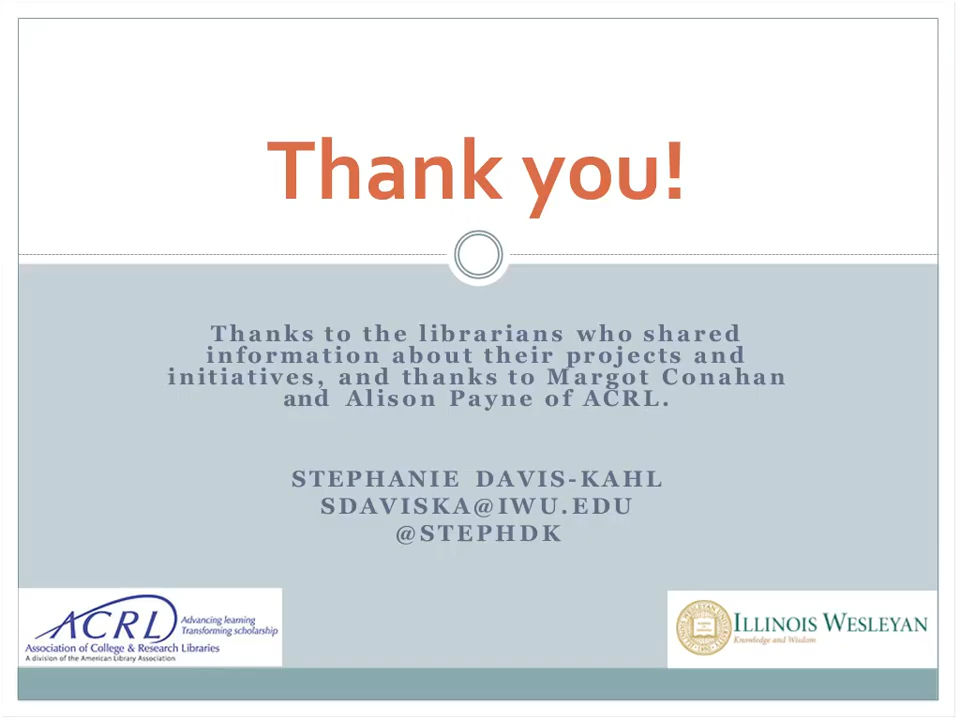 Thank you!
Thanks to the librarians who shared
information about their projects and
initiatives, and thanks to Margot Conahan
and Alison Payne of ACRL.
STEPHANIE DAVIS-KAHL
SDAVISKA@IWU.EDU
@STEPHDK
ACRL
Advancing learning
Transforming scholarship
Association of College & Research Libraries
A division of the American Library Association
ILLINOIS WESLEYAN
Knowledge and Wisdom